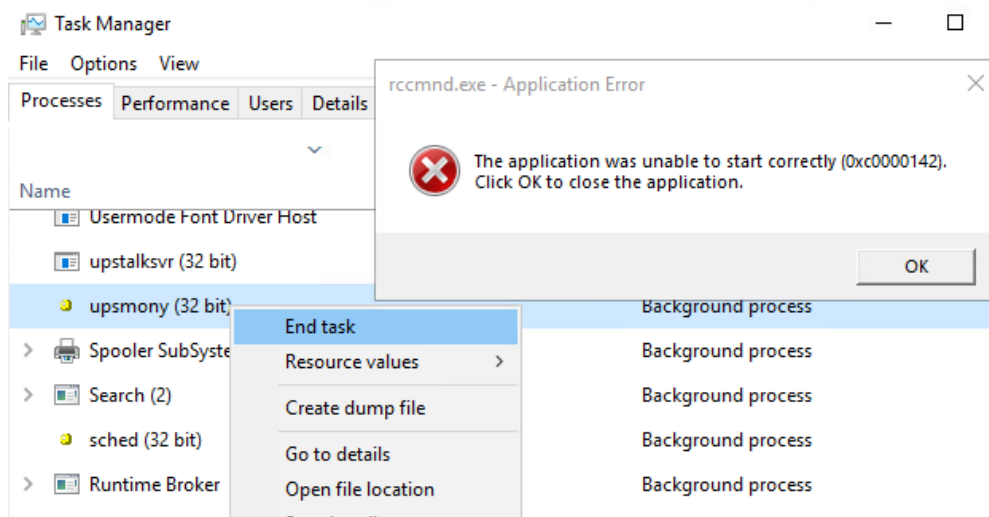 Task Manager
File Options View
Processes Performance Users Details
Name
rccmnd.exe - Application Error
The application was unable to start correctly (0xc0000142).
Click OK to close the application.
OK
Usermode Font Driver Host
upstalksvr (32 bit)
upsmony (32 bit) Background process
Spooler SubSyste Background process
Search (2) Background process
sched (32 bit) Background process
Runtime Broker Background process
End task
Resource values
Create dump file
Go to details
Open file location